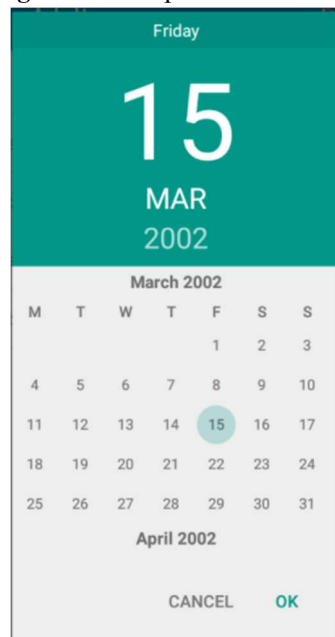 Friday
15
MAR
2002
March 2002
M T W T F S S
1 2 3
4 5 6 7 8 9 10
11 12 13 14 15 16 17
18 19 20 21 22 23 24
25 26 27 28 29 30 31
April 2002
CANCEL OK